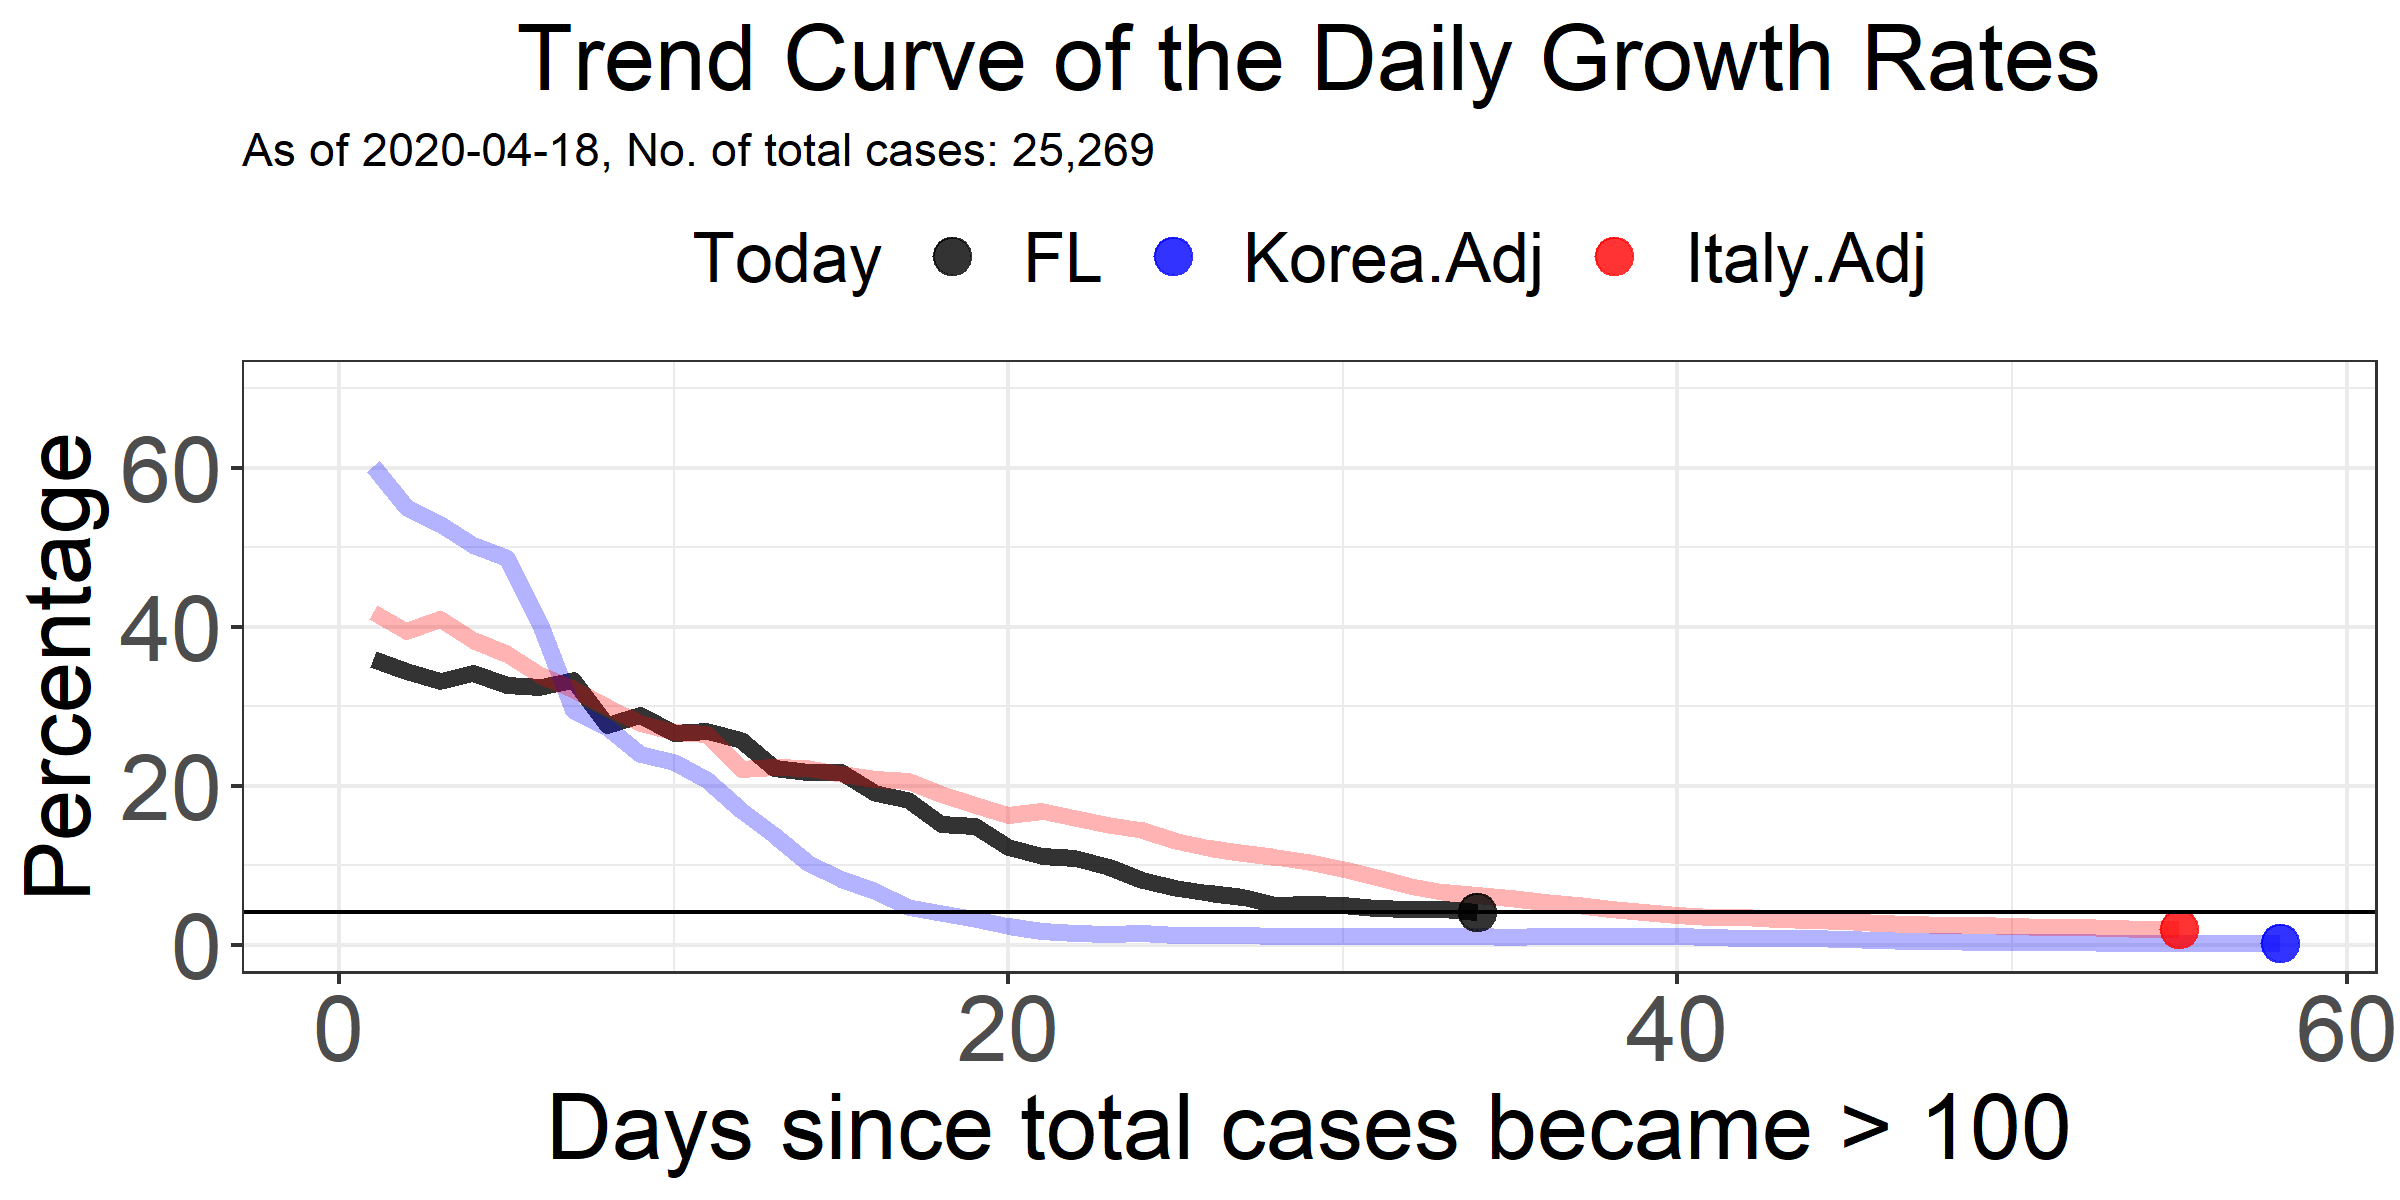 Trend Curve of the Daily Growth Rates
As of 2020-04-18, No. of total cases: 25,269
Today FL Korea.Adj Italy.Adj
Percentage
60
40
20
0
0 20 40 60
Days since total cases became > 100